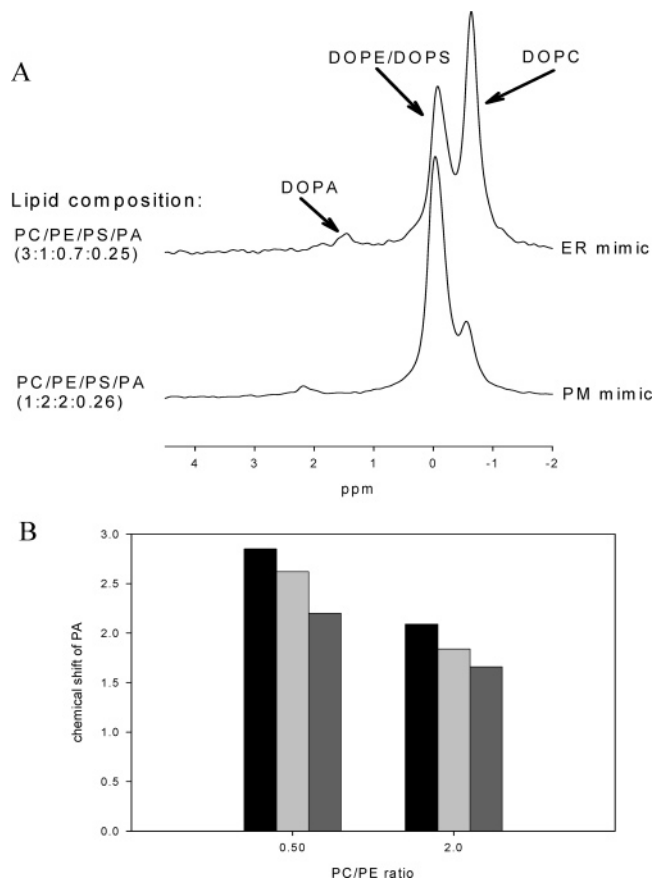 A
DOPE/DOPS
DOPC
DOPA
Lipid composition:
PC/PE/PS/PA
(3:1:0.7:0.25)
ER mimic
PC/PE/PS/PA
(1:2:2:0.26)
PM mimic
4 3 2 1 0 -1 -2
ppm
B
3.0
2.5
2.0
1.5
1.0
0.5
0.0
chemical shift of PA
0.50 2.0
PC/PE ratio